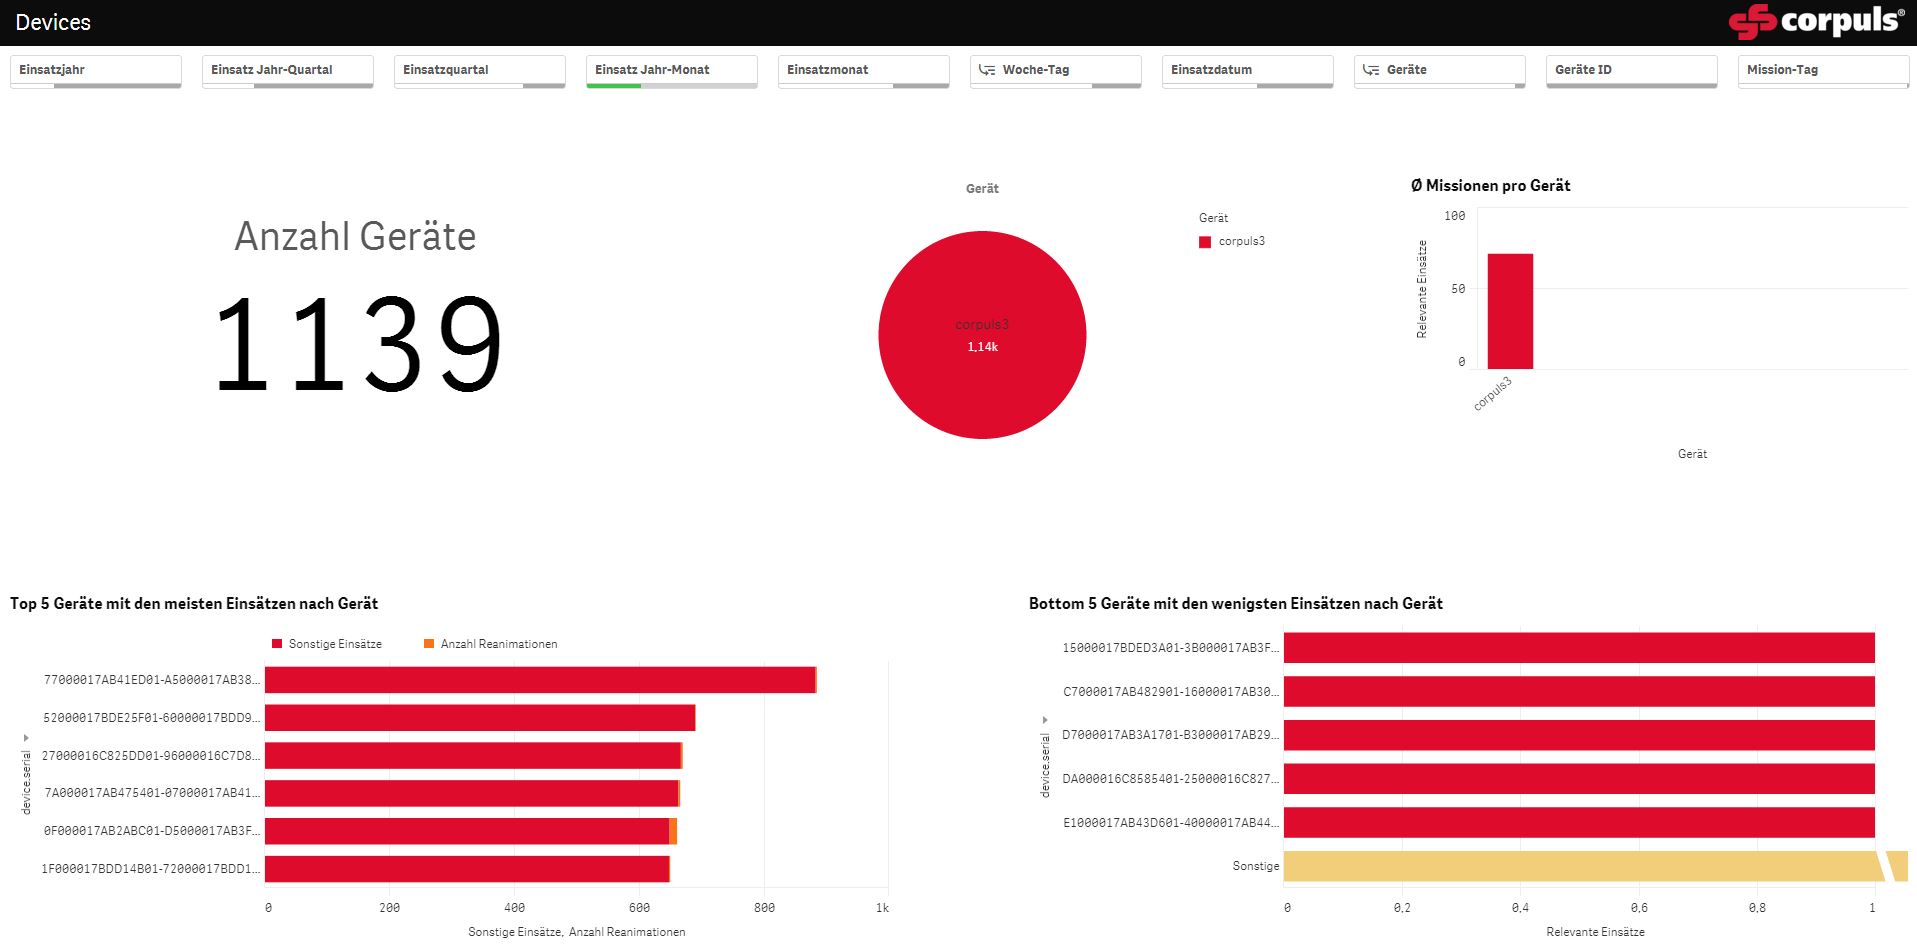 Devices
corpuls®
Einsatzjahr
Einsatz Jahr-Quartal
Einsatzquartal
Einsatz Jahr-Monat
Einsatzmonat
Woche-Tag
Einsatzdatum
Geräte
Geräte ID
Mission-Tag
Anzahl Geräte
1139
Gerät
corpuls3
1,14k
Gerät
corpuls3
Ø Missionen pro Gerät
Relevante Einsätze
100
50
0
corpuls3
Gerät
Top 5 Geräte mit den meisten Einsätzen nach Gerät
Sonstige Einsätze
Anzahl Reanimationen
device.serial
77000017AB41ED01-A5000017AB38...
52000017BDE25F01-60000017BDD9...
27000016C825DD01-96000016C7D8...
7A000017AB475401-07000017AB41...
0F000017AB2ABC01-D5000017AB3F...
1F000017BDD14B01-72000017BDD1...
0
200
400
600
800
1k
Sonstige Einsätze, Anzahl Reanimationen
Bottom 5 Geräte mit den wenigsten Einsätzen nach Gerät
device.serial
15000017BDED3A01-3B000017AB3F...
C7000017AB482901-16000017AB30...
D7000017AB3A1701-B3000017AB29...
DA000016C8585401-25000016C827...
E1000017AB43D601-40000017AB44...
Sonstige
0
0,2
0,4
0,6
0,8
1
Relevante Einsätze